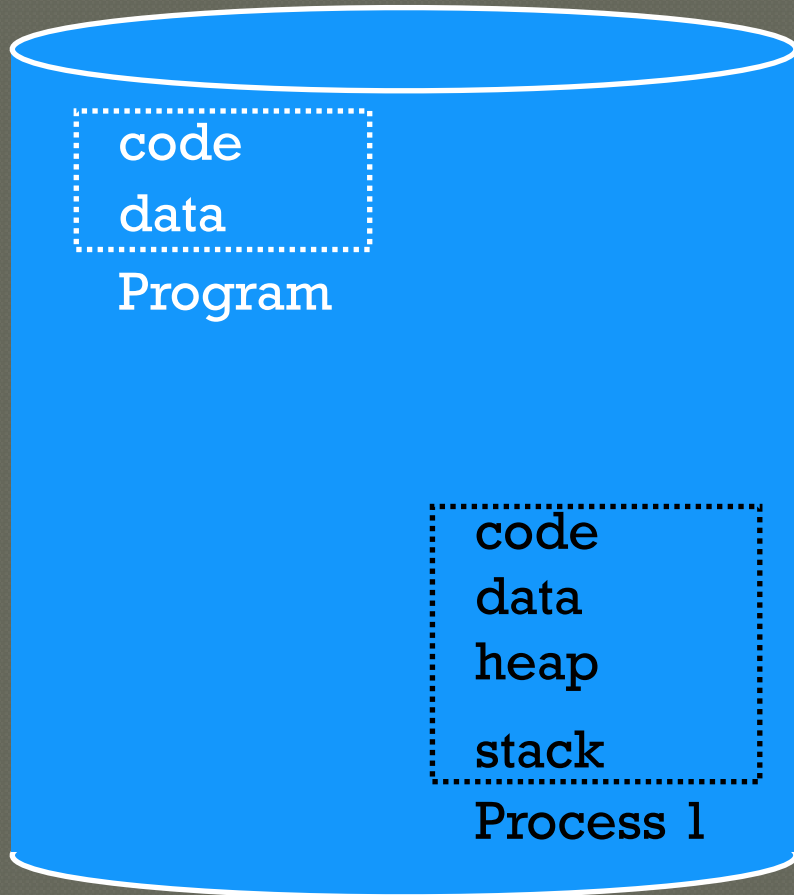 code
data
Program
code
data
heap
stack
Process 1